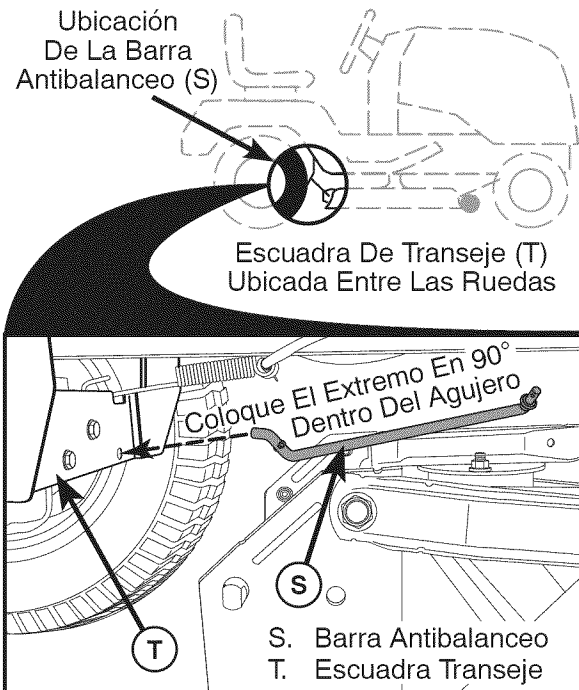 Ubicación
De La Barra
Antibalanceo (S)
Escuadra De Transeje (T)
Ubicada Entre Las Ruedas
Coloque El Extremo En 90°
Dentro Del Agujero
S
T
S. Barra Antibalanceo
T. Escuadra Transeje